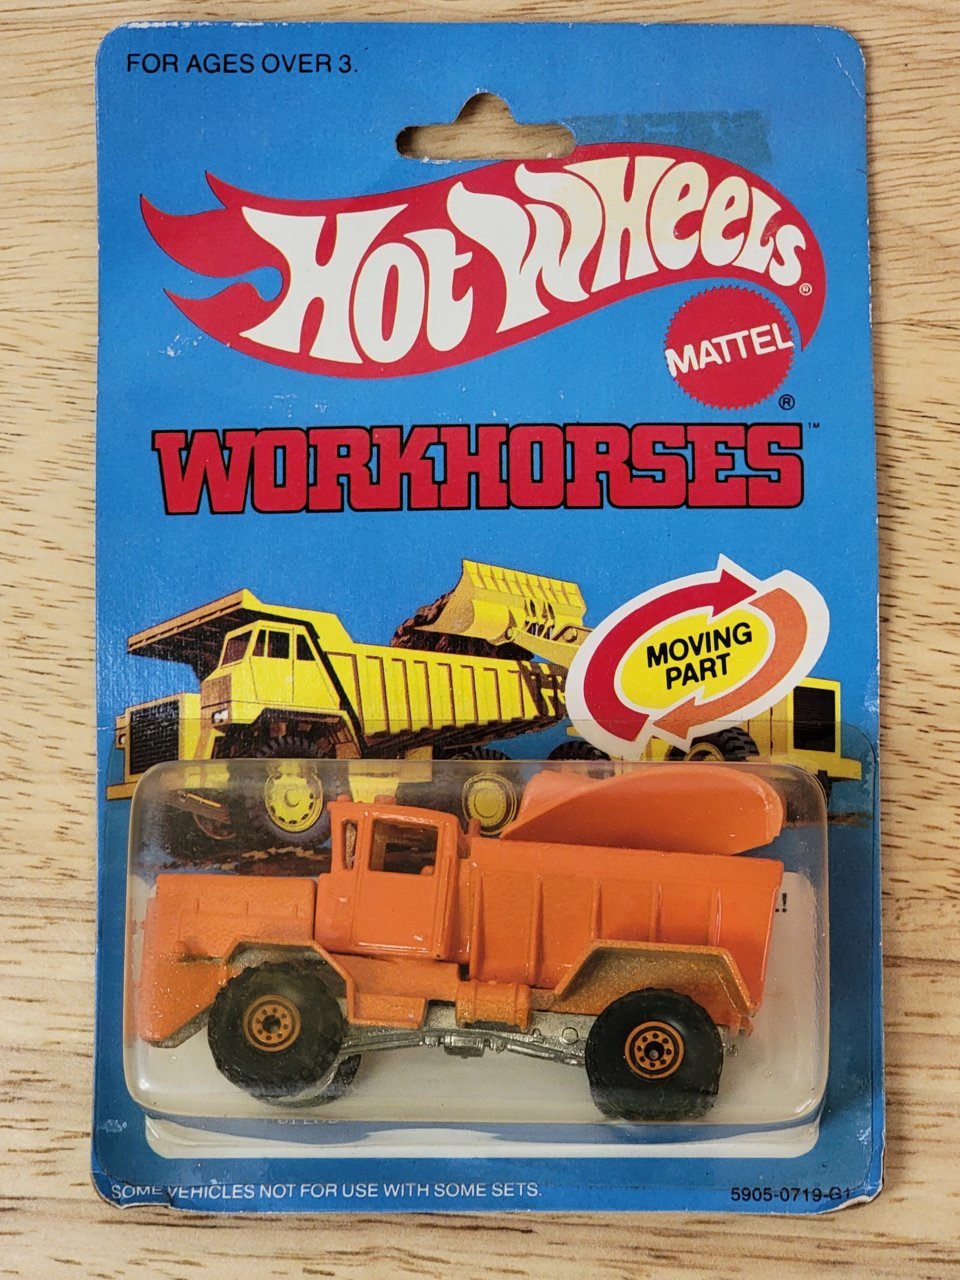 FOR AGES OVER 3.
HOT WHEELS®
MATTEL
®
WORKHORSES™
MOVING
PART
SOME VEHICLES NOT FOR USE WITH SOME SETS.
5905-0719-G1